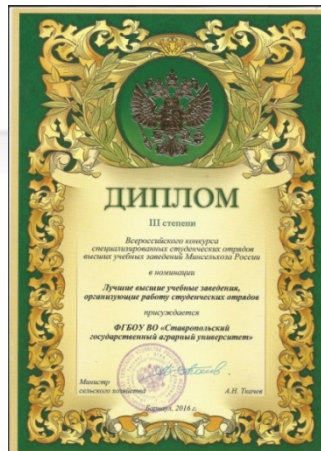 ДИПЛОМ
III степени
Всероссийского конкурса
специализированных студенческих отрядов
высших учебных заведений Минсельхоза России
в номинации
Лучшие высшие учебные заведения,
организующие работу студенческих отрядов
присуждается
ФГБОУ ВО «Ставропольский
государственный аграрный университет»
Министр
сельского хозяйства А.Н. Ткачев
Барнаул, 2016 г.